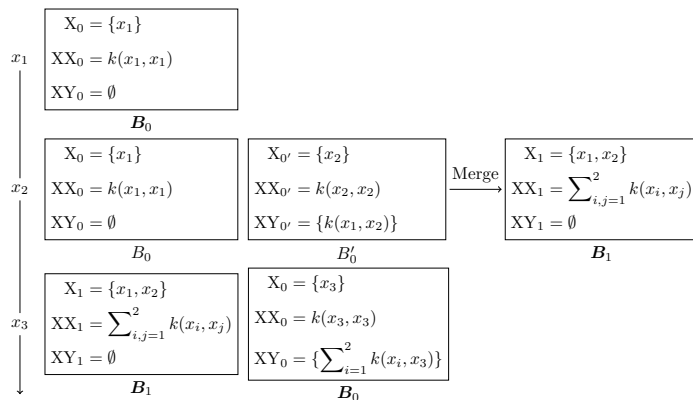 x₁
X₀ = {x₁}
XX₀ = k(x₁, x₁)
XY₀ = ∅
B₀
x₂
X₀ = {x₁}
XX₀ = k(x₁, x₁)
XY₀ = ∅
B₀
X₀′ = {x₂}
XX₀′ = k(x₂, x₂)
XY₀′ = {k(x₁, x₂)}
B′₀
Merge
X₁ = {x₁, x₂}
XX₁ = ∑²ᵢ,ⱼ₌₁ k(xᵢ, xⱼ)
XY₁ = ∅
B₁
x₃
X₁ = {x₁, x₂}
XX₁ = ∑²ᵢ,ⱼ₌₁ k(xᵢ, xⱼ)
XY₁ = ∅
B₁
X₀ = {x₃}
XX₀ = k(x₃, x₃)
XY₀ = {∑²ᵢ₌₁ k(xᵢ, x₃)}
B₀